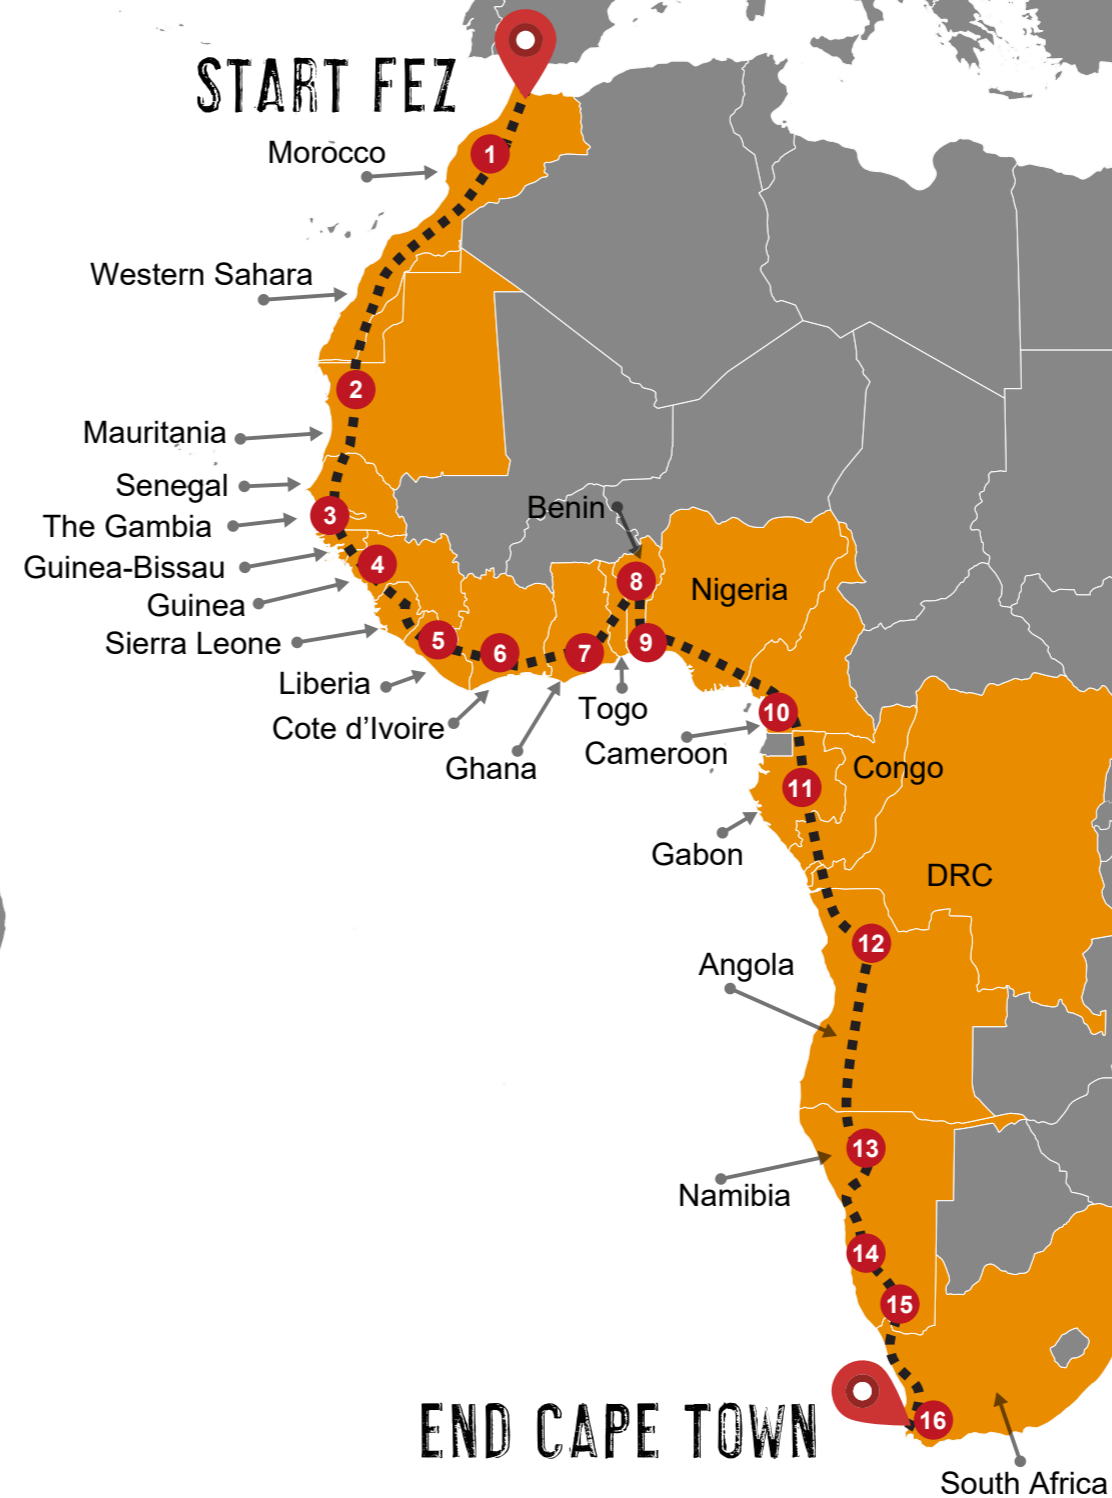 START FEZ
Morocco
1
Western Sahara
2
Mauritania
Senegal
3
The Gambia
Benin
Guinea-Bissau
4
8
Nigeria
Guinea
Sierra Leone
5
6
7
9
Liberia
Togo
10
Cote d’Ivoire
Cameroon
Ghana
Congo
11
Gabon
DRC
12
Angola
13
Namibia
14
15
END CAPE TOWN
16
South Africa